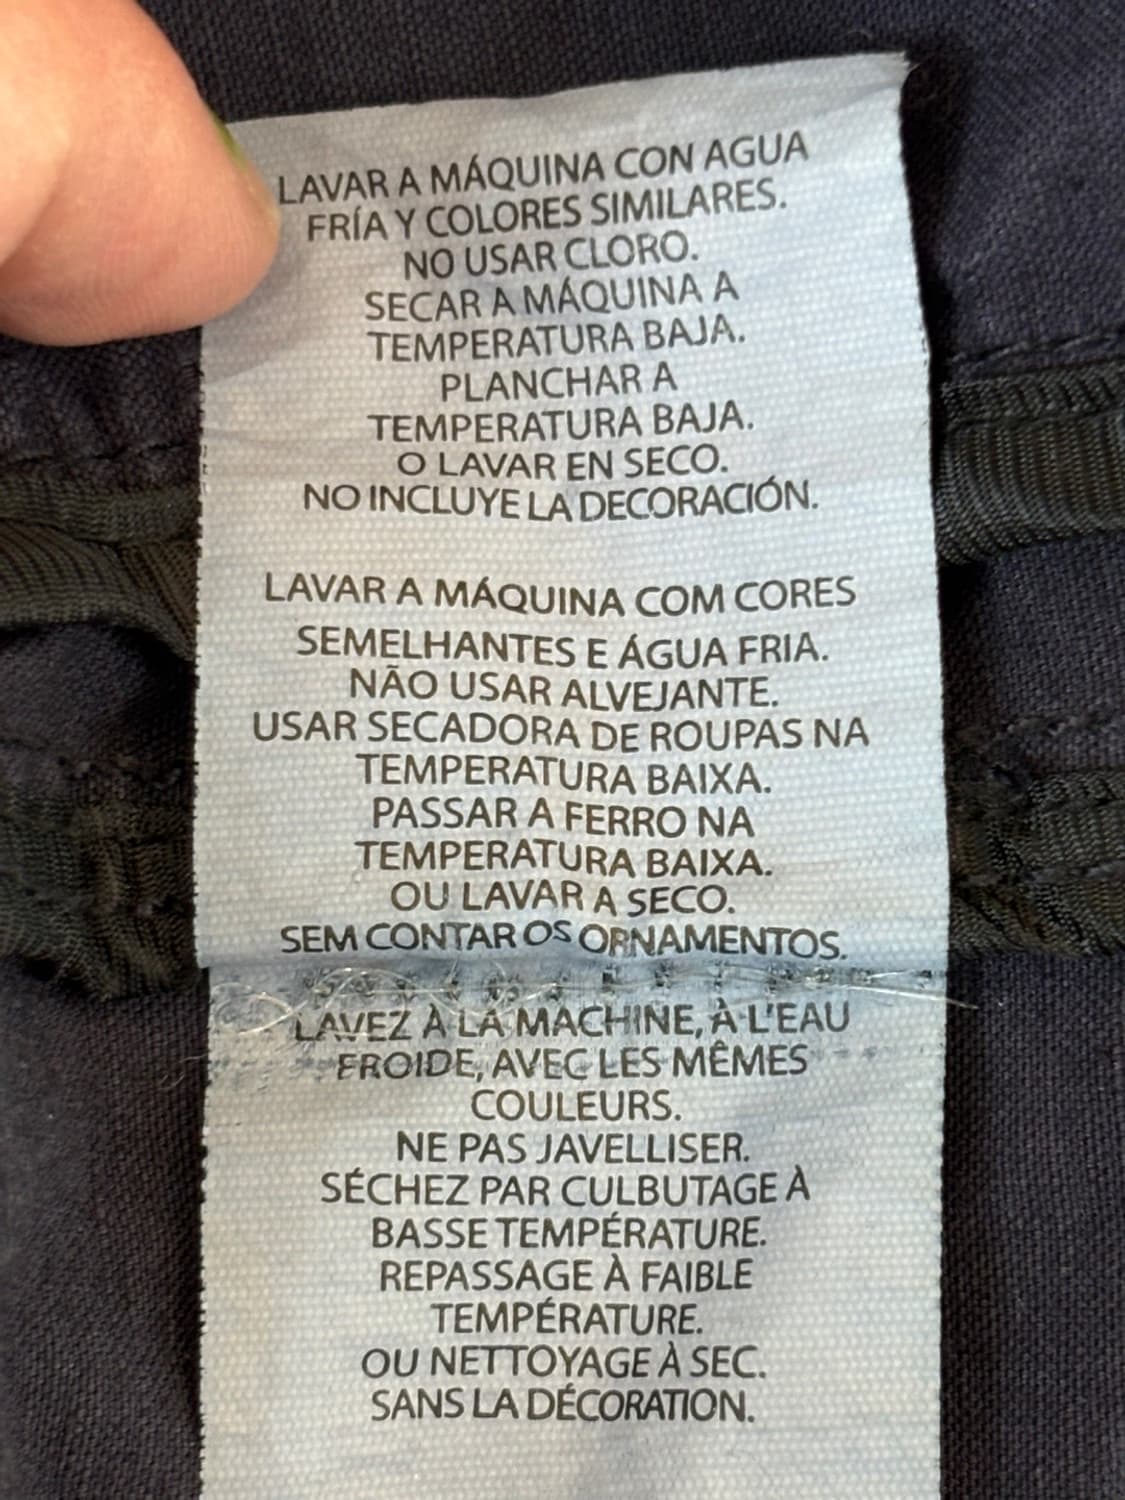 LAVAR A MÁQUINA CON AGUA
FRÍA Y COLORES SIMILARES.
NO USAR CLORO.
SECAR A MÁQUINA A
TEMPERATURA BAJA.
PLANCHAR A
TEMPERATURA BAJA.
O LAVAR EN SECO.
NO INCLUYE LA DECORACIÓN.
LAVAR A MÁQUINA COM CORES
SEMELHANTES E ÁGUA FRIA.
NÃO USAR ALVEJANTE.
USAR SECADORA DE ROUPAS NA
TEMPERATURA BAIXA.
PASSAR A FERRO NA
TEMPERATURA BAIXA.
OU LAVAR A SECO.
SEM CONTAR OS ORNAMENTOS.
LAVEZ À LA MACHINE, À L'EAU
FROIDE, AVEC LES MÊMES
COULEURS.
NE PAS JAVELLISER.
SÉCHEZ PAR CULBUTAGE À
BASSE TEMPÉRATURE.
REPASSAGE À FAIBLE
TEMPÉRATURE.
OU NETTOYAGE À SEC.
SANS LA DÉCORATION.